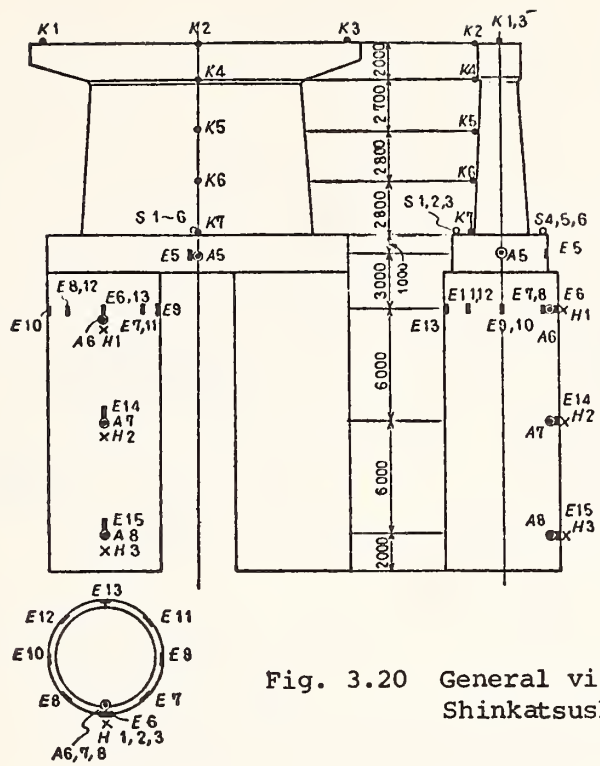 K1 K2 K3 K2 K1,3
K4 2000 K4
2700
K5 K5
2800
K6 K6
S 1~6 K7 2800 S 1,2,3 K7 S4,5,6
E5 A5 1000 A5 E5
3000
E8,12 E6,13 E9 E11,12 E7,8 E6
E10 E7,11 E13 E9,10 H1
A6 H1 A6
6000
E14 E14
A7 A7 H2
H2
6000
E15 A8 E15
A8 H3
H3 2000
E13
E12 E11
E10 E9
E8 E7
E6
H 1,2,3
A6,7,8
Fig. 3.20 General vi
Shinkatsus